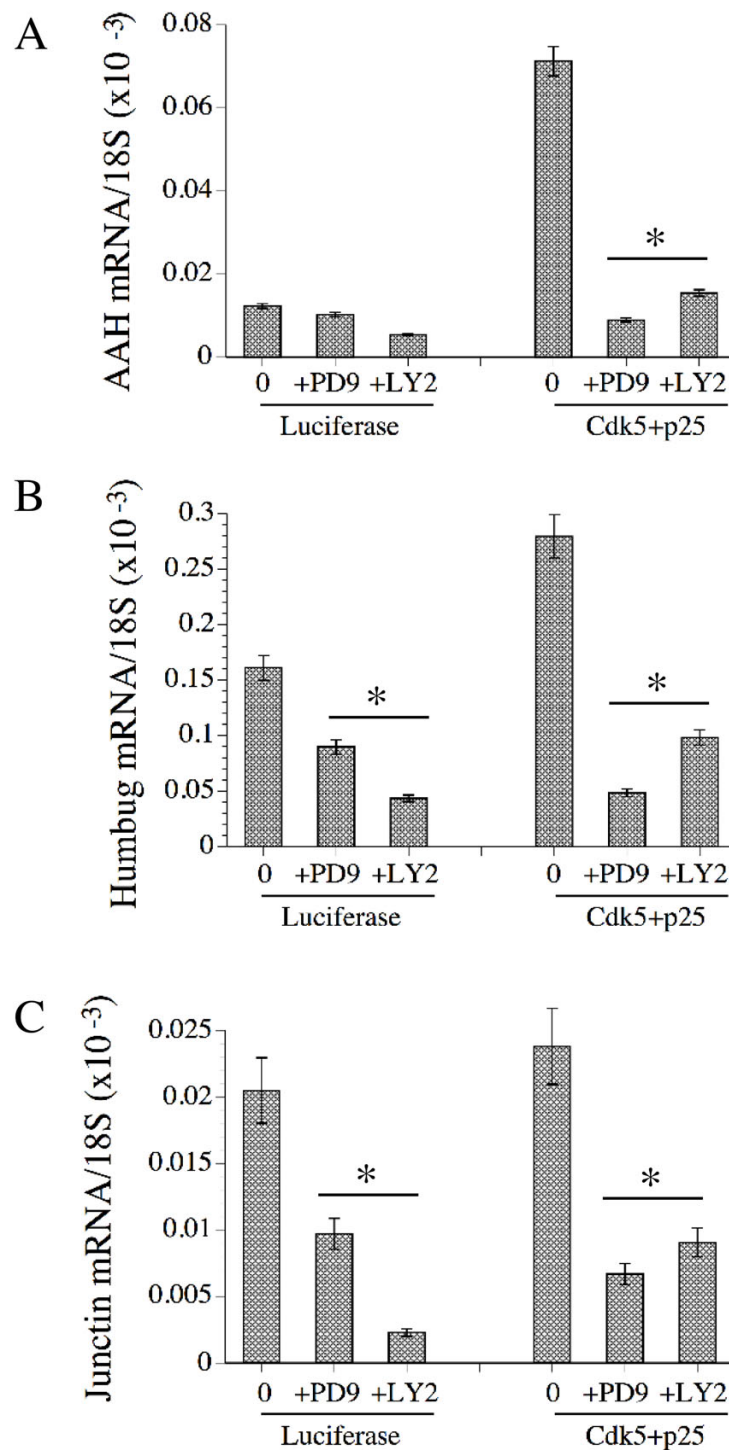 A
AAH mRNA/18S (x10 -3)
0.08
0.06
0.04
0.02
0
*
0 +PD9 +LY2 0 +PD9 +LY2
Luciferase Cdk5+p25
B
Humbug mRNA/18S (x10 -3)
0.3
0.25
0.2
0.15
0.1
0.05
0
* *
0 +PD9 +LY2 0 +PD9 +LY2
Luciferase Cdk5+p25
C
Junctin mRNA/18S (x10 -3)
0.025
0.02
0.015
0.01
0.005
0
* *
0 +PD9 +LY2 0 +PD9 +LY2
Luciferase Cdk5+p25